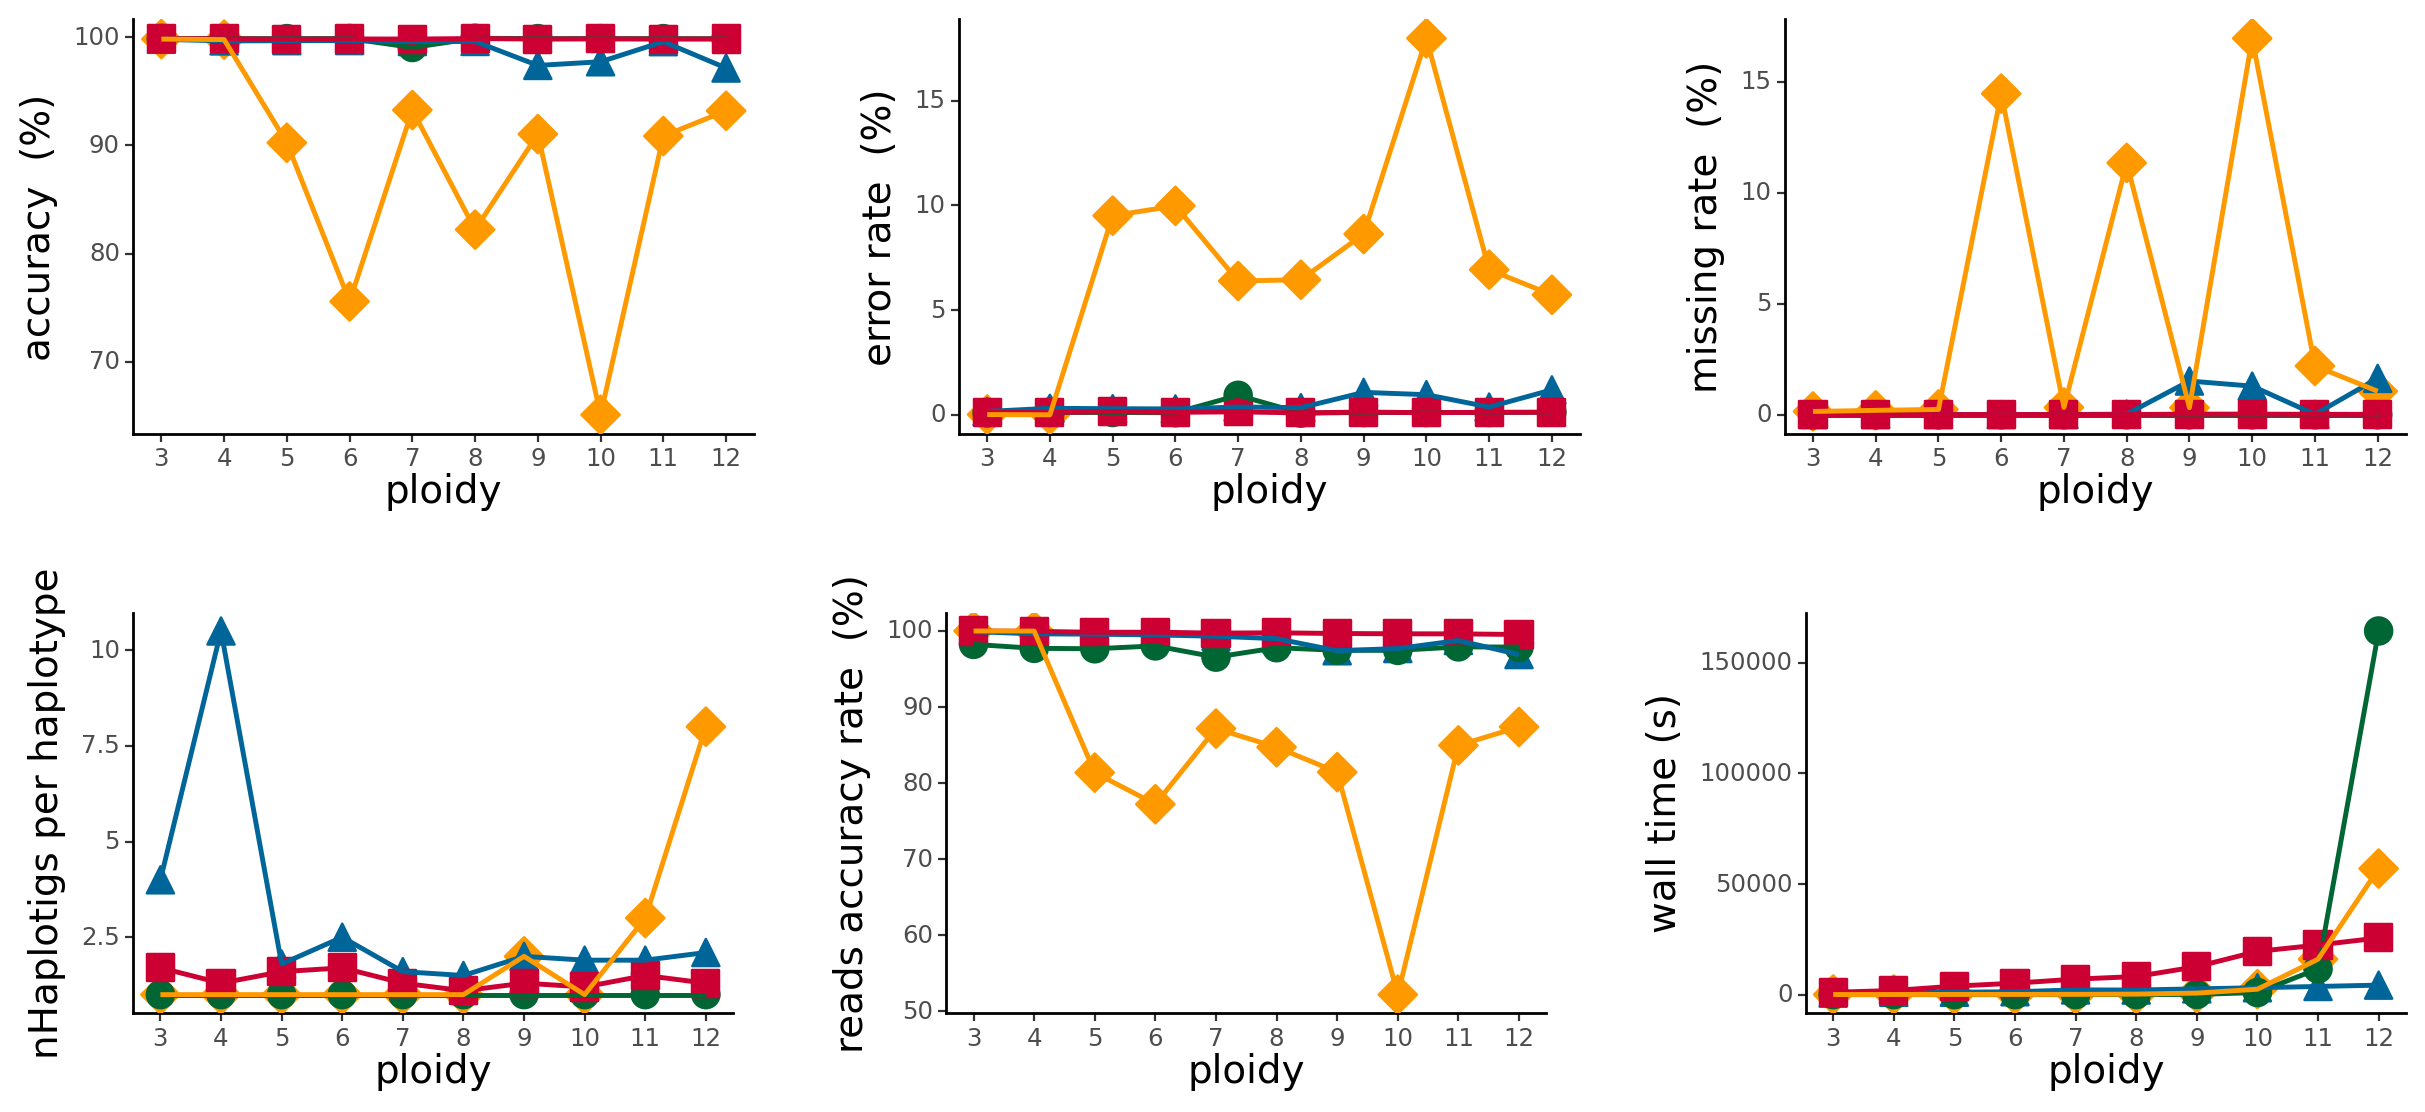 accuracy (%)
100
90
80
70
3 4 5 6 7 8 9 10 11 12
ploidy
error rate (%)
15
10
5
0
3 4 5 6 7 8 9 10 11 12
ploidy
missing rate (%)
15
10
5
0
3 4 5 6 7 8 9 10 11 12
ploidy
nHaplotigs per haplotype
10
7.5
5
2.5
3 4 5 6 7 8 9 10 11 12
ploidy
reads accuracy rate (%)
100
90
80
70
60
50
3 4 5 6 7 8 9 10 11 12
ploidy
wall time (s)
150000
100000
50000
0
3 4 5 6 7 8 9 10 11 12
ploidy